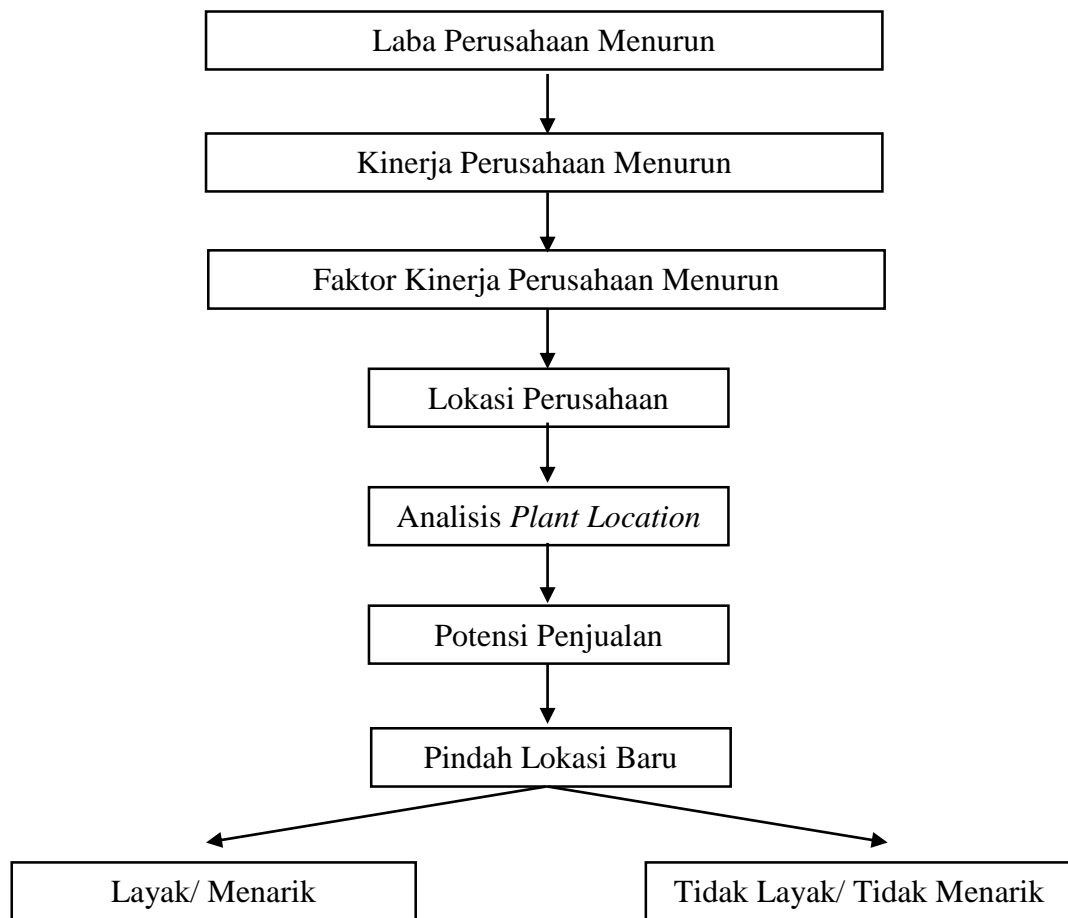 Laba Perusahaan Menurun
Kinerja Perusahaan Menurun
Faktor Kinerja Perusahaan Menurun
Lokasi Perusahaan
Analisis Plant Location
Potensi Penjualan
Pindah Lokasi Baru
Layak/ Menarik
Tidak Layak/ Tidak Menarik